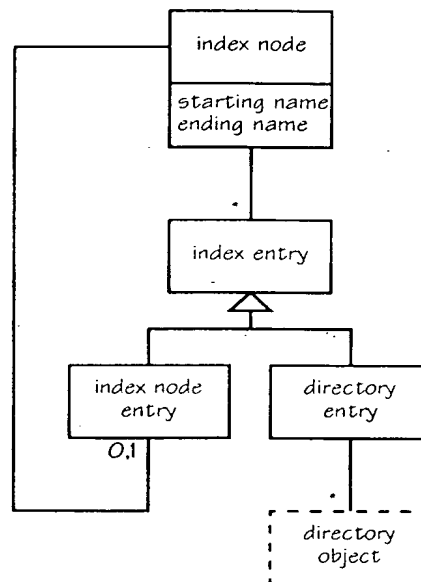 index node
starting name
ending name
index entry
index node
entry
directory
entry
0,1
directory
object